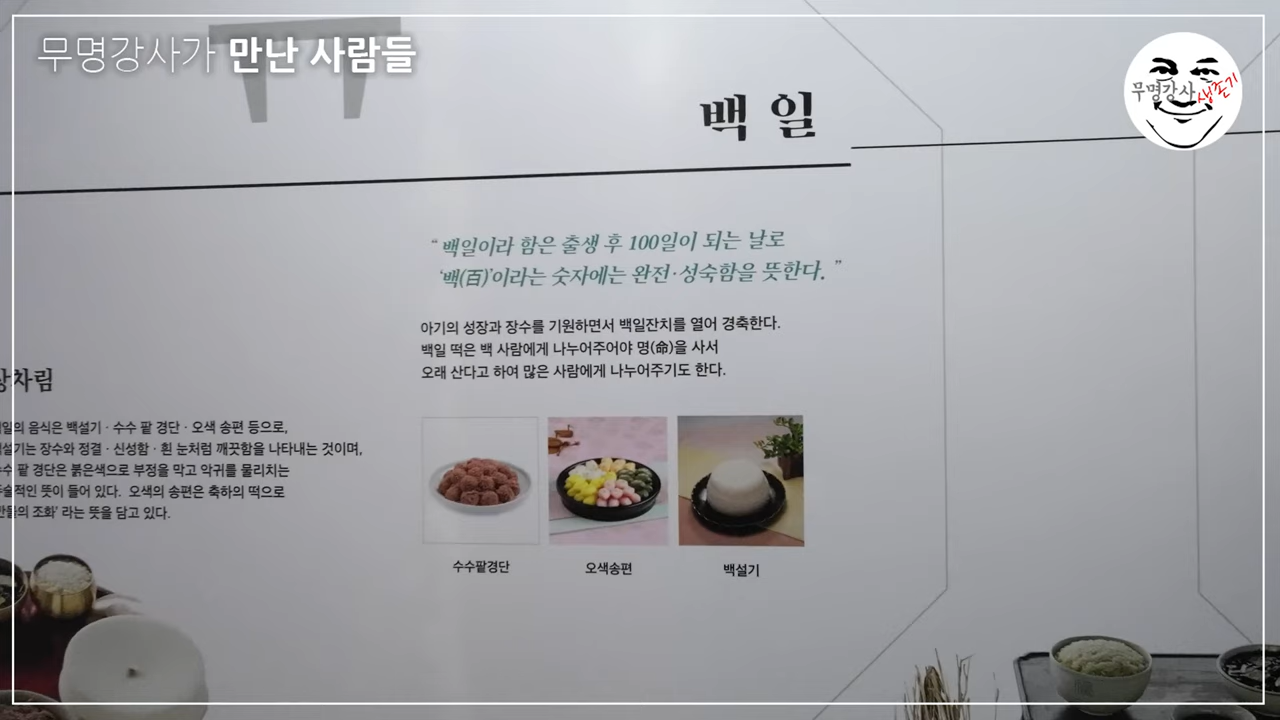 무명강사가 만난 사람들
무명강사 생존기
백 일
“ 백일이라 함은 출생 후 100일이 되는 날로
‘백(百)’이라는 숫자에는 완전·성숙함을 뜻한다. ”
아기의 성장과 장수를 기원하면서 백일잔치를 열어 경축한다.
백일 떡은 백 사람에게 나누어주어야 명(命)을 사서
오래 산다고 하여 많은 사람에게 나누어주기도 한다.
상차림
음식은 백설기 · 수수 팥 경단 · 오색 송편 등으로,
장수와 정결 · 신성함 · 흰 눈처럼 깨끗함을 나타내는 것이며,
팥 경단은 붉은색으로 부정을 막고 악귀를 물리치는
뜻이 들어 있다. 오색의 송편은 축하의 떡으로
조화’ 라는 뜻을 담고 있다.
수수팥경단
오색송편
백설기